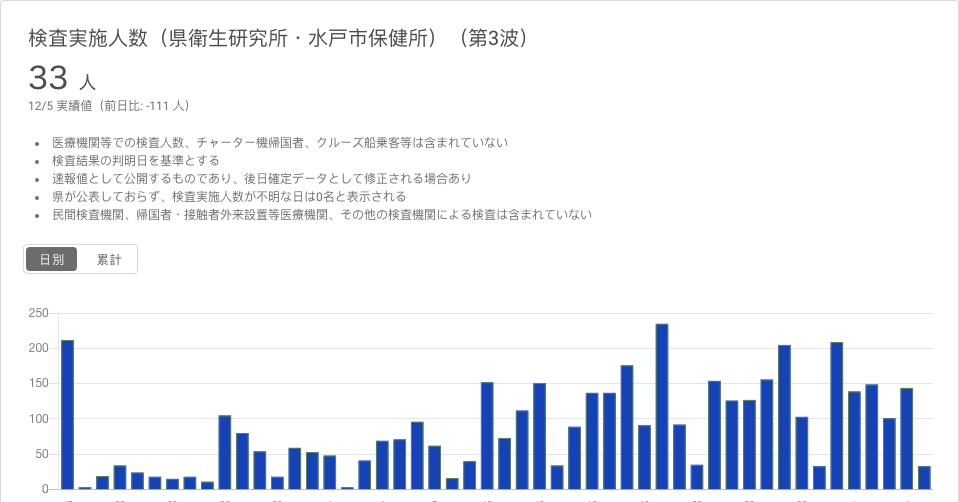 検査実施人数（県衛生研究所・水戸市保健所）（第3波）
33 人
12/5 実績値（前日比: -111 人）
医療機関等での検査人数、チャーター機帰国者、クルーズ船乗客等は含まれていない
検査結果の判明日を基準とする
速報値として公開するものであり、後日確定データとして修正される場合あり
県が公表しておらず、検査実施人数が不明な日は0名と表示される
民間検査機関、帰国者・接触者外来設置等医療機関、その他の検査機関による検査は含まれていない
日別 累計
250
200
150
100
50
0